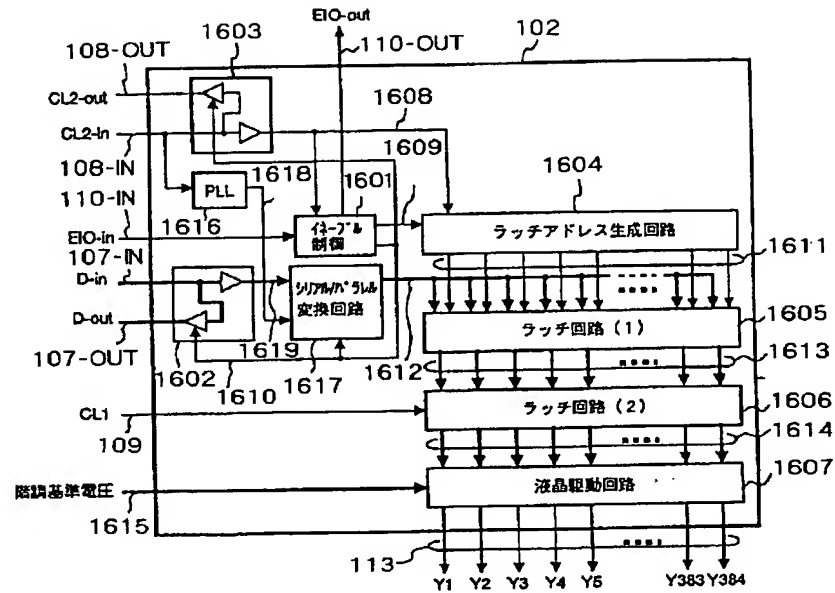 EIO-out
110-OUT
102
108-OUT
1603
CL2-out
CL2-in
1608
1609
108-IN
110-IN
PLL
1616
1618
1601
イネーブル
制御
1604
ラッチアドレス生成回路
1611
EIO-in
107-IN
D-in
D-out
107-OUT
1602
1610
1619
シリアル/パラレル
変換回路
1617
1612
ラッチ回路 (1)
1605
1613
CL1
109
ラッチ回路 (2)
1606
1614
階調基準電圧
1615
液晶駆動回路
1607
113
Y1 Y2 Y3 Y4 Y5 Y383 Y384